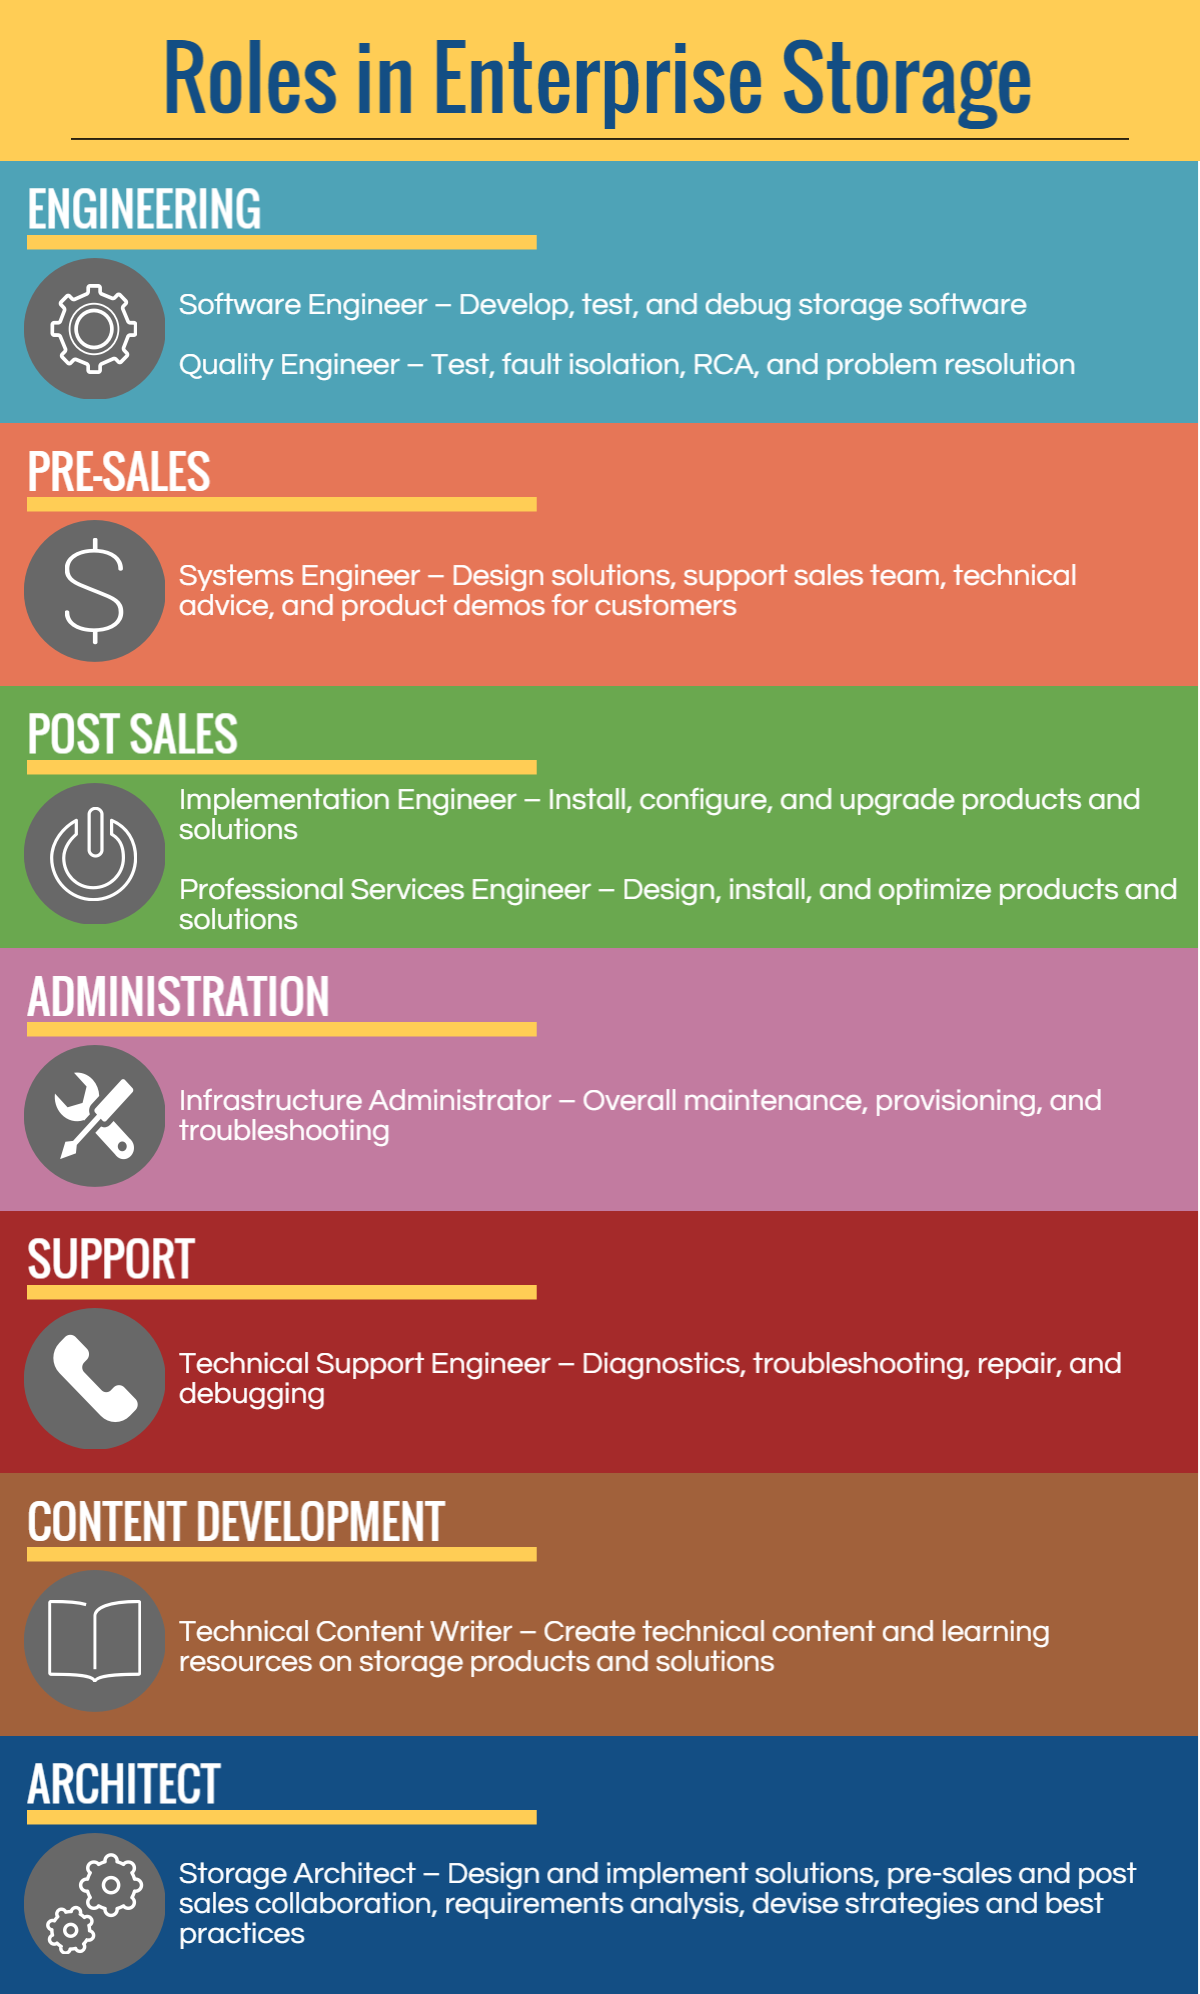 Roles in Enterprise Storage
ENGINEERING
Software Engineer – Develop, test, and debug storage software
Quality Engineer – Test, fault isolation, RCA, and problem resolution
PRE-SALES
Systems Engineer – Design solutions, support sales team, technical
advice, and product demos for customers
POST SALES
Implementation Engineer – Install, configure, and upgrade products and
solutions
Professional Services Engineer – Design, install, and optimize products and
solutions
ADMINISTRATION
Infrastructure Administrator – Overall maintenance, provisioning, and
troubleshooting
SUPPORT
Technical Support Engineer – Diagnostics, troubleshooting, repair, and
debugging
CONTENT DEVELOPMENT
Technical Content Writer – Create technical content and learning
resources on storage products and solutions
ARCHITECT
Storage Architect – Design and implement solutions, pre-sales and post
sales collaboration, requirements analysis, devise strategies and best
practices